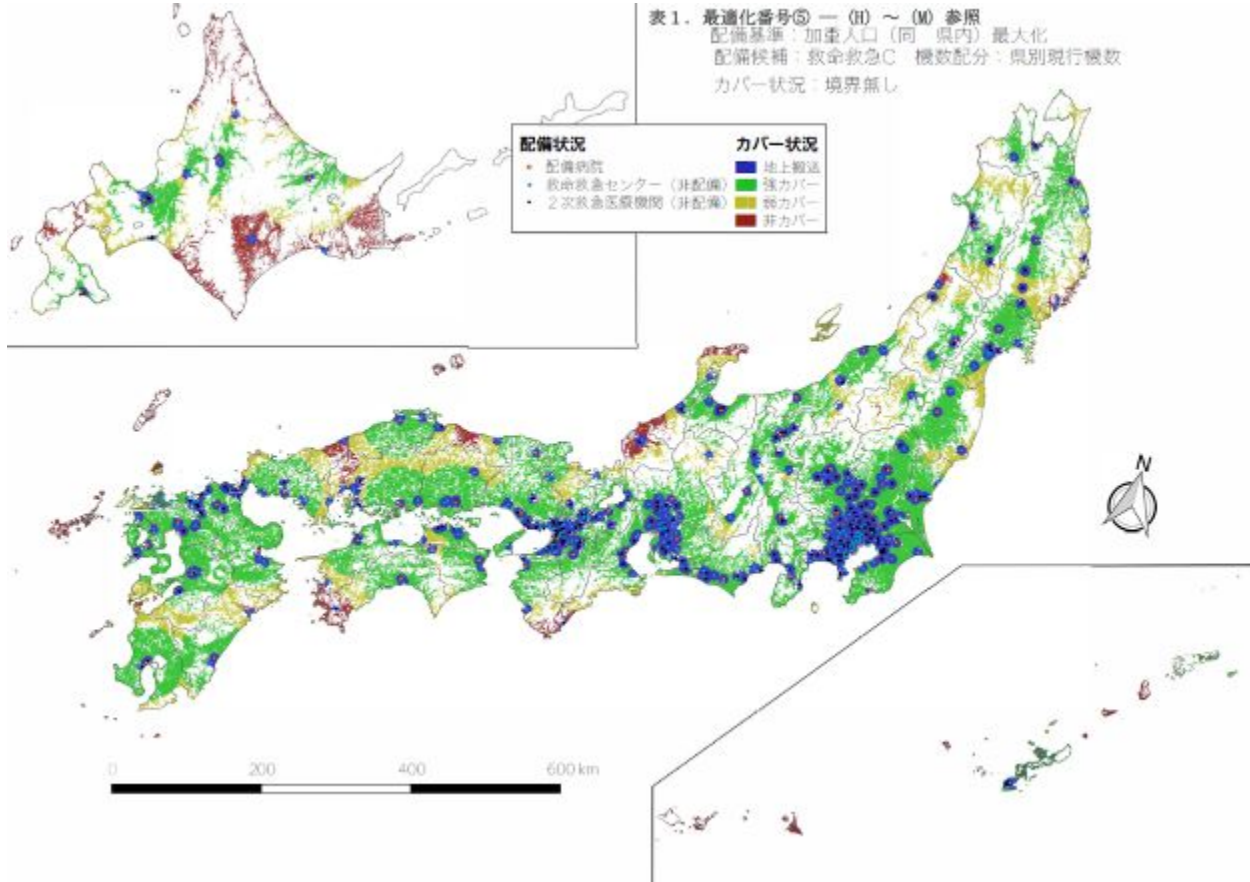 表１．最適化番号⑤ ― (H) ～ (M) 参照
配備基準：加重人口（同一県内）最大化
配備候補：救命救急C　機数配分：県別現行機数
カバー状況：境界無し
配備状況
・ 配備病院
・ 救命救急センター（非配備）
・ ２次救急医療機関（非配備）
カバー状況
地上搬送
強カバー
弱カバー
非カバー
N
0 200 400 600 km